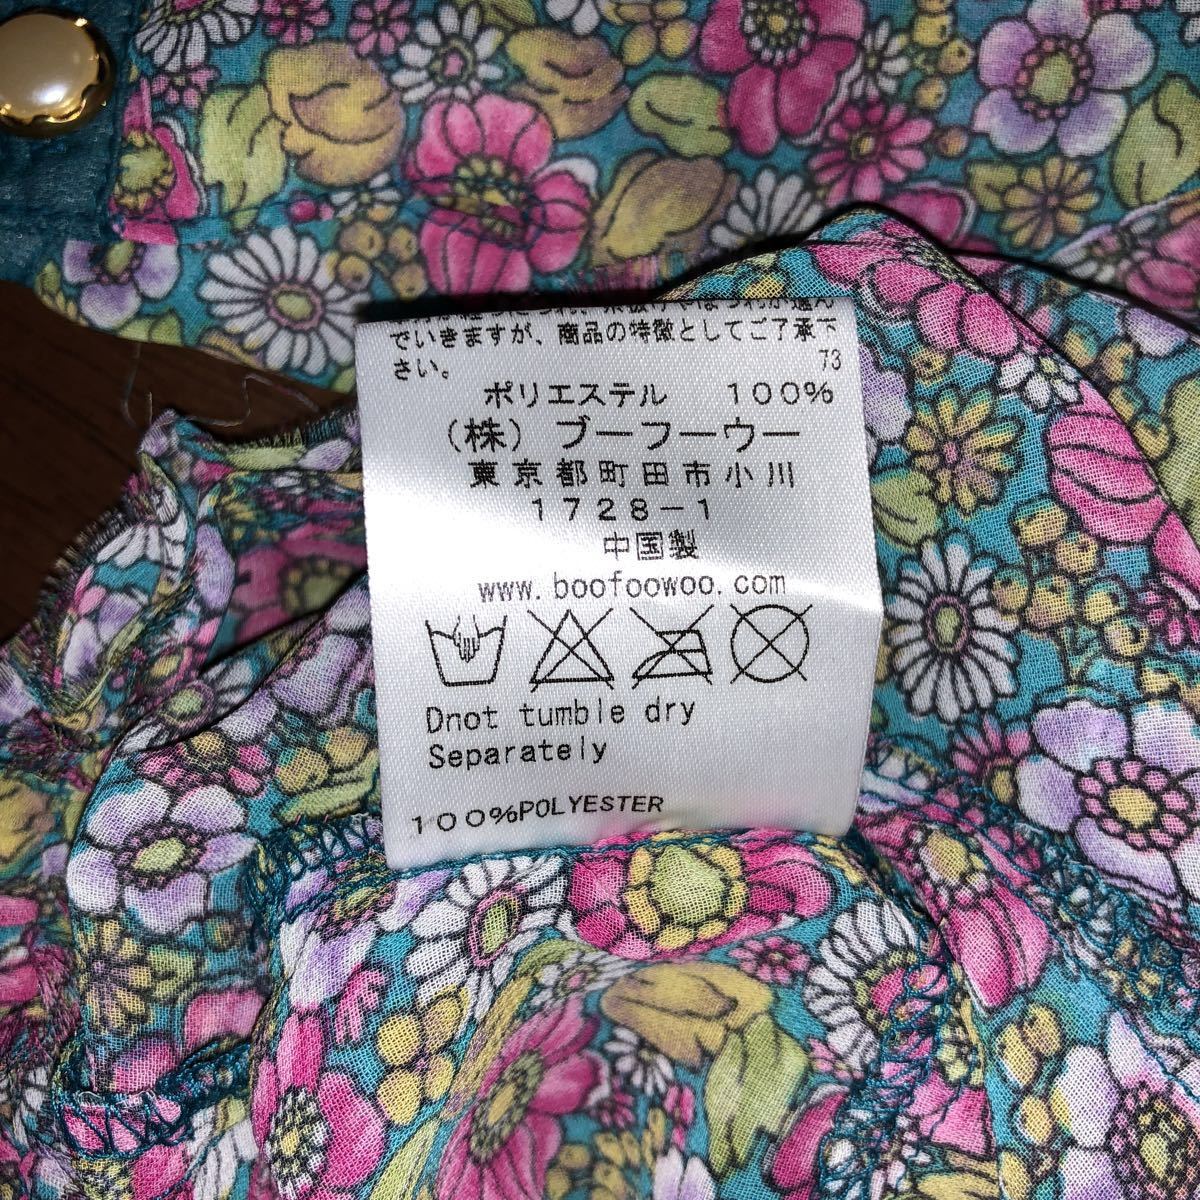 でいきますが、商品の特徴としてご了承下
さい。 73
ポリエステル 100%
(株) ブーフーウー
東京都町田市小川
1728-1
中国製
www.boofoowoo.com
Dnot tumble dry
Separately
100%POLYESTER